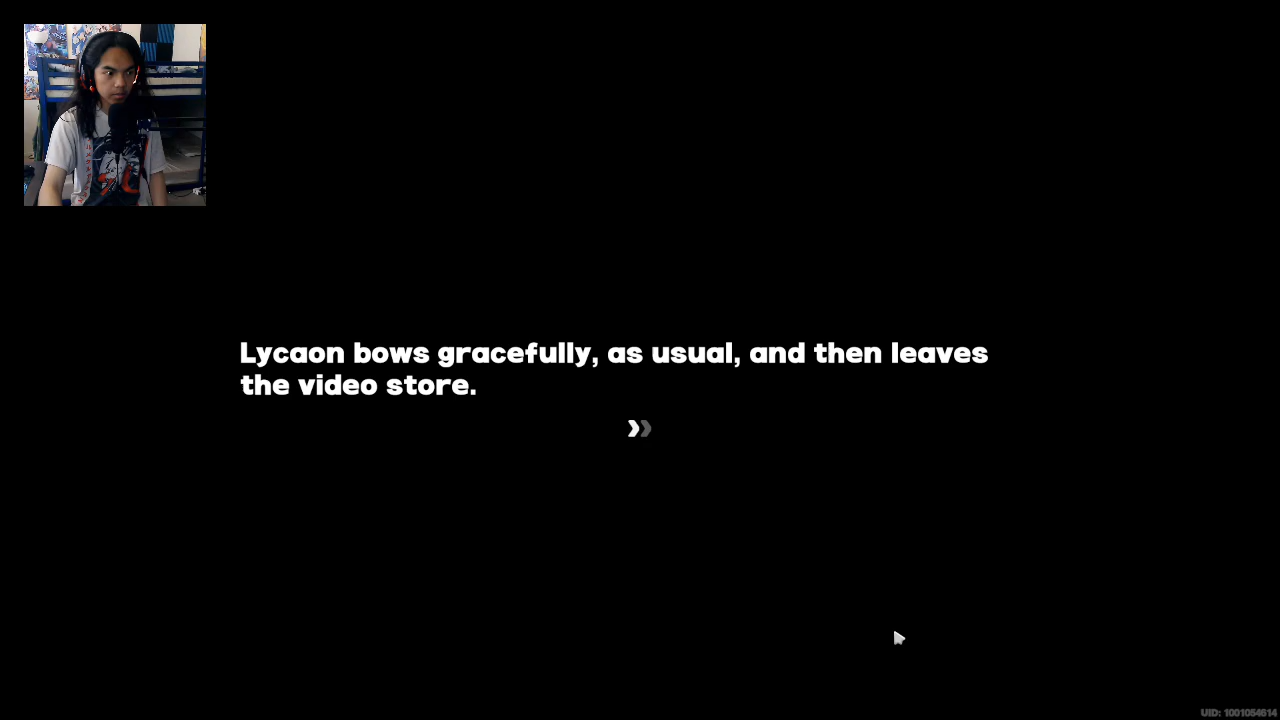 Lycaon bows gracefully, as usual, and then leaves
the video store.
UID: 1001054614